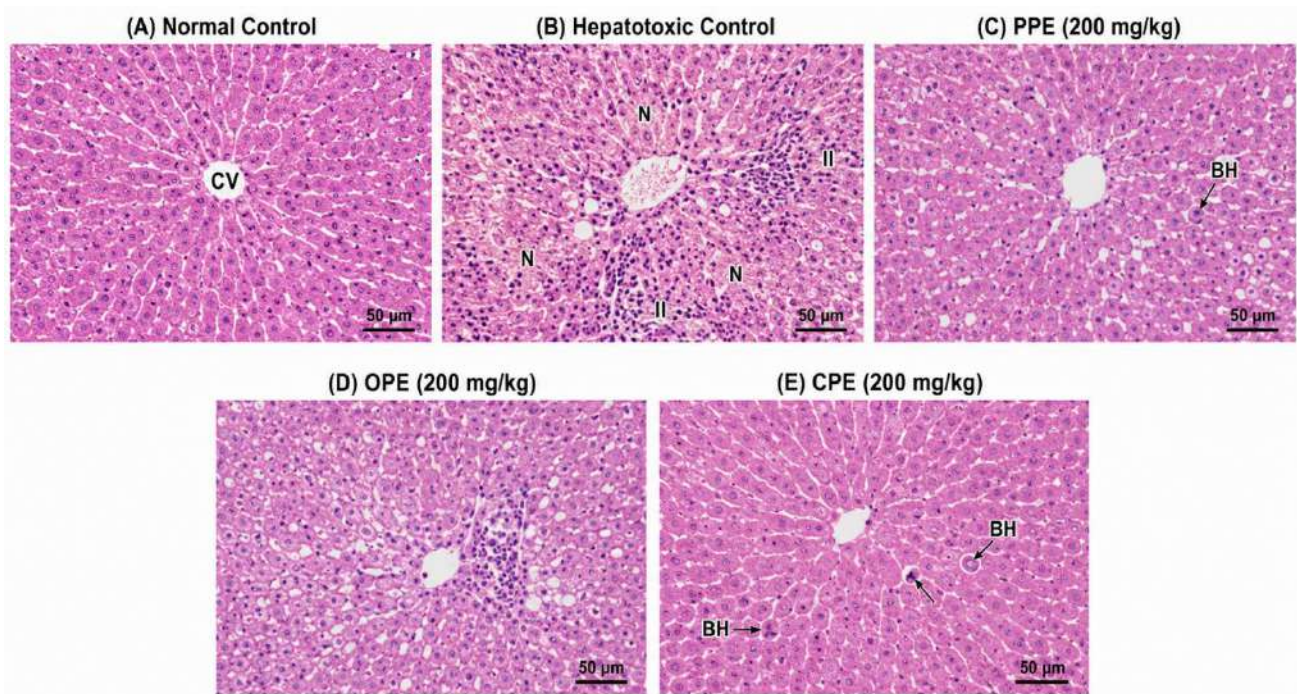 (A) Normal Control
(B) Hepatotoxic Control
(C) PPE (200 mg/kg)
CV
50 µm
N
II
N
N
II
50 µm
BH
50 µm
(D) OPE (200 mg/kg)
(E) CPE (200 mg/kg)
50 µm
BH
BH
50 µm